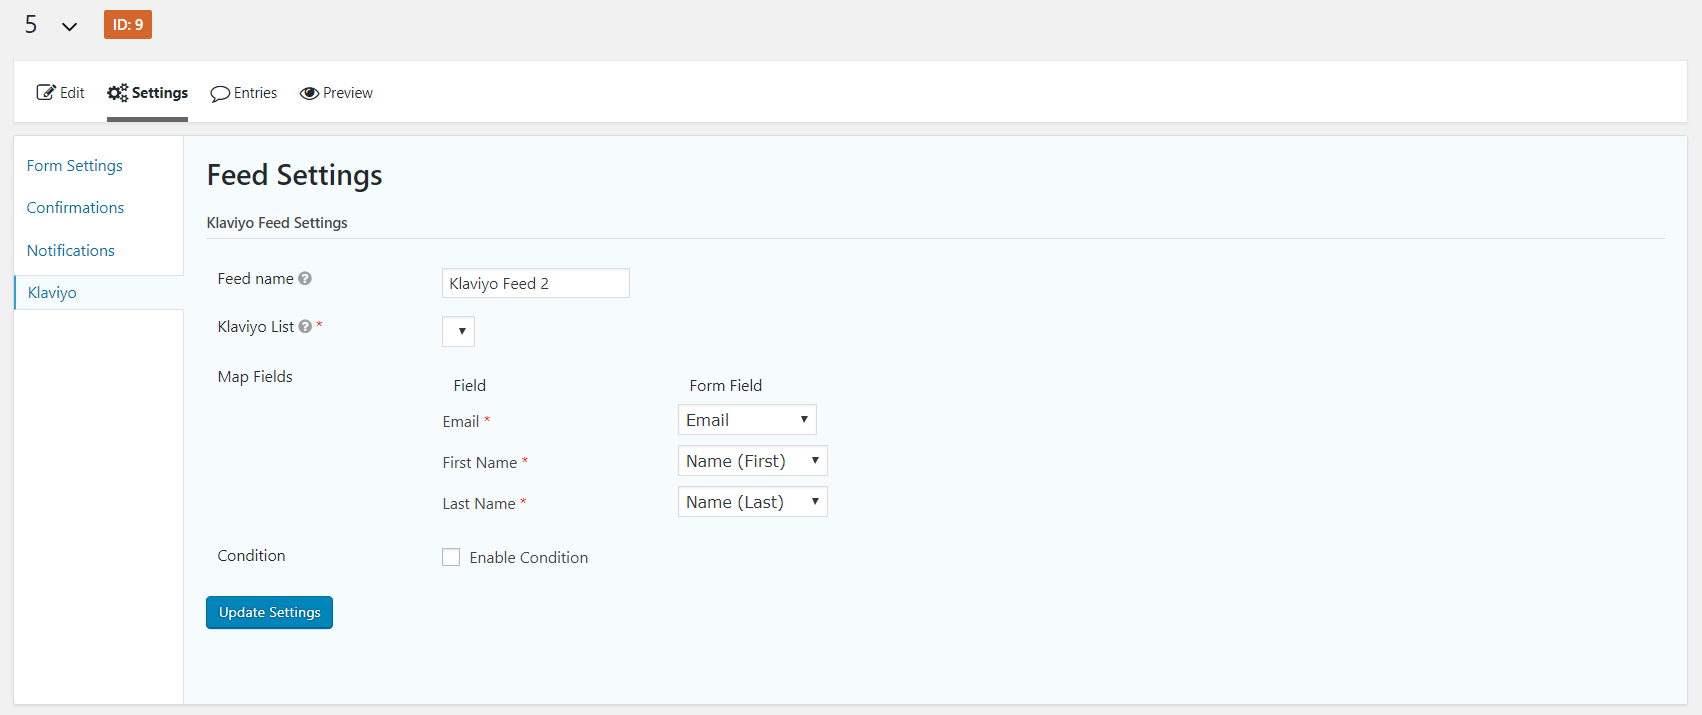 5 ID: 9
Edit Settings Entries Preview
Form Settings
Confirmations
Notifications
Klaviyo
Feed Settings
Klaviyo Feed Settings
Feed name ? Klaviyo Feed 2
Klaviyo List ? *
Map Fields
Field Form Field
Email * Email
First Name * Name (First)
Last Name * Name (Last)
Condition Enable Condition
Update Settings